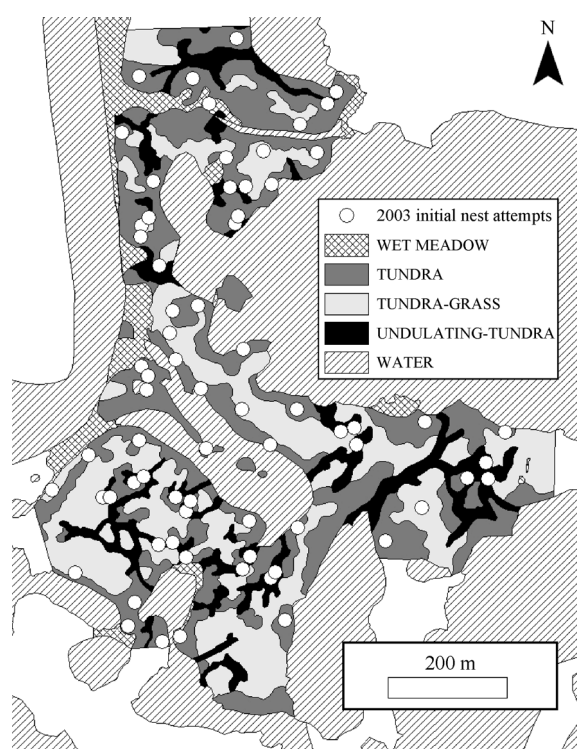 N
2003 initial nest attempts
WET MEADOW
TUNDRA
TUNDRA-GRASS
UNDULATING-TUNDRA
WATER
200 m